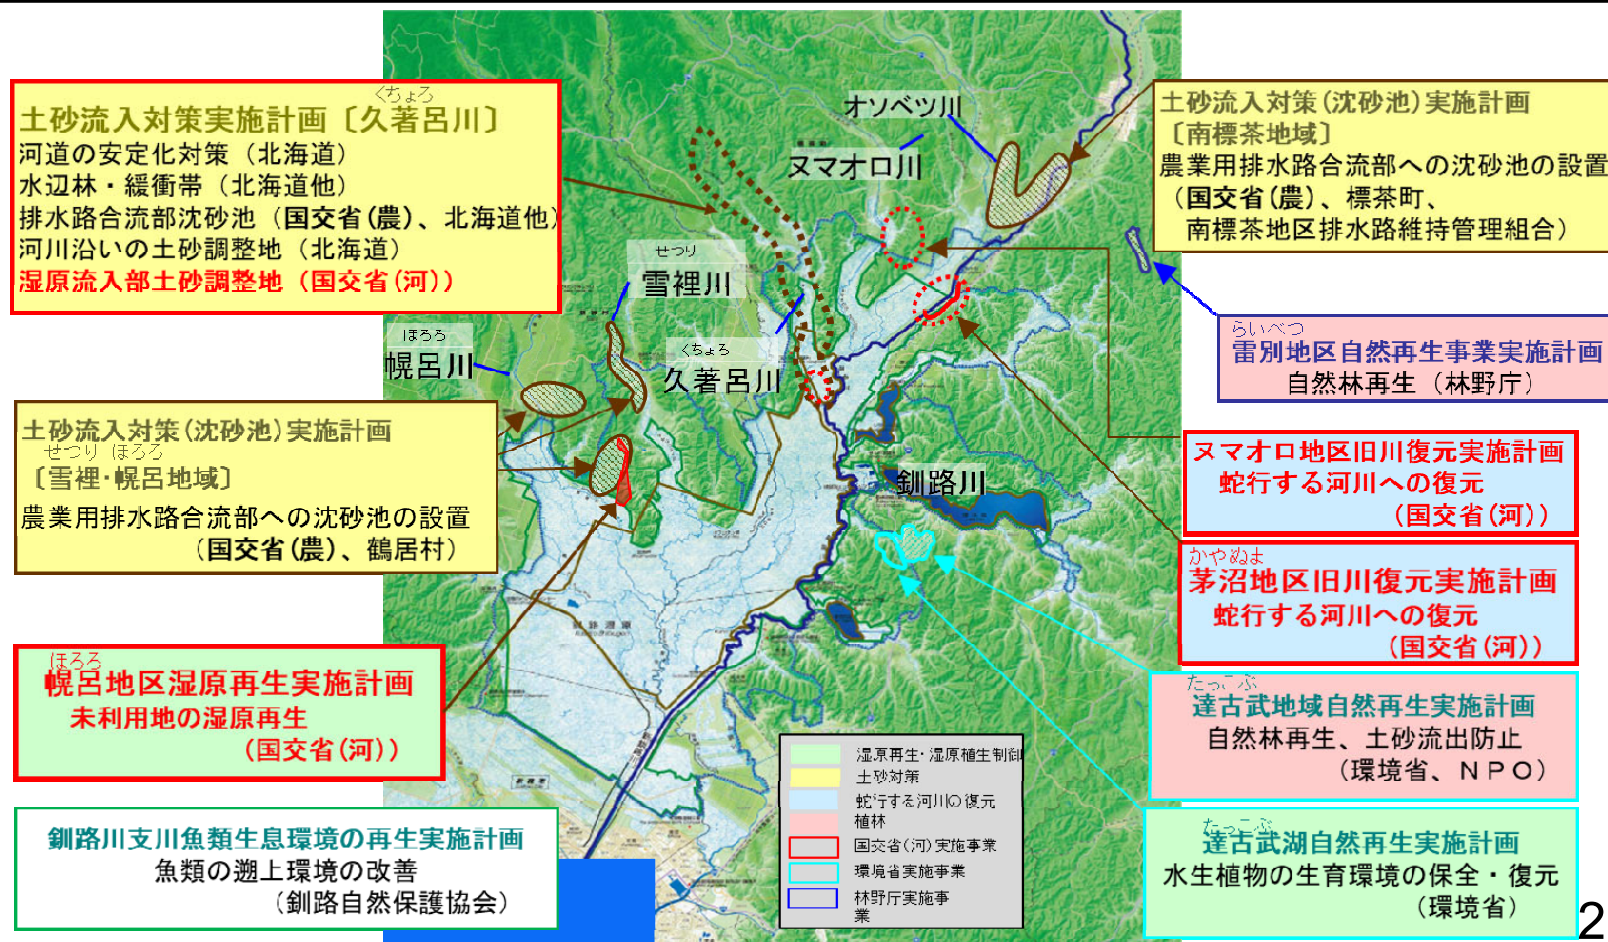 くちょろ
土砂流入対策実施計画〔久著呂川〕
河道の安定化対策（北海道）
水辺林・緩衝帯（北海道他）
排水路合流部沈砂池（国交省(農)、北海道他）
河川沿いの土砂調整地（北海道）
湿原流入部土砂調整地（国交省(河)）
オソベツ川
ヌマオロ川
せつり
雪裡川
ほろろ
幌呂川
くちょろ
久著呂川
釧路川
土砂流入対策(沈砂池)実施計画
〔南標茶地域〕
農業用排水路合流部への沈砂池の設置
（国交省(農)、標茶町、
南標茶地区排水路維持管理組合）
らいべつ
雷別地区自然再生事業実施計画
自然林再生（林野庁）
土砂流入対策(沈砂池)実施計画
せつり ほろろ
〔雪裡・幌呂地域〕
農業用排水路合流部への沈砂池の設置
（国交省(農)、鶴居村）
ヌマオロ地区旧川復元実施計画
蛇行する河川への復元
（国交省(河)）
かやぬま
茅沼地区旧川復元実施計画
蛇行する河川への復元
（国交省(河)）
ほろろ
幌呂地区湿原再生実施計画
未利用地の湿原再生
（国交省(河)）
たっこぶ
達古武地域自然再生実施計画
自然林再生、土砂流出防止
（環境省、ＮＰＯ）
釧路川支川魚類生息環境の再生実施計画
魚類の遡上環境の改善
（釧路自然保護協会）
たっこぶ
達古武湖自然再生実施計画
水生植物の生育環境の保全・復元
（環境省）
湿原再生・湿原植生制御
土砂対策
蛇行する河川の復元
植林
国交省(河)実施事業
環境省実施事業
林野庁実施事
業
釧路湿原
2